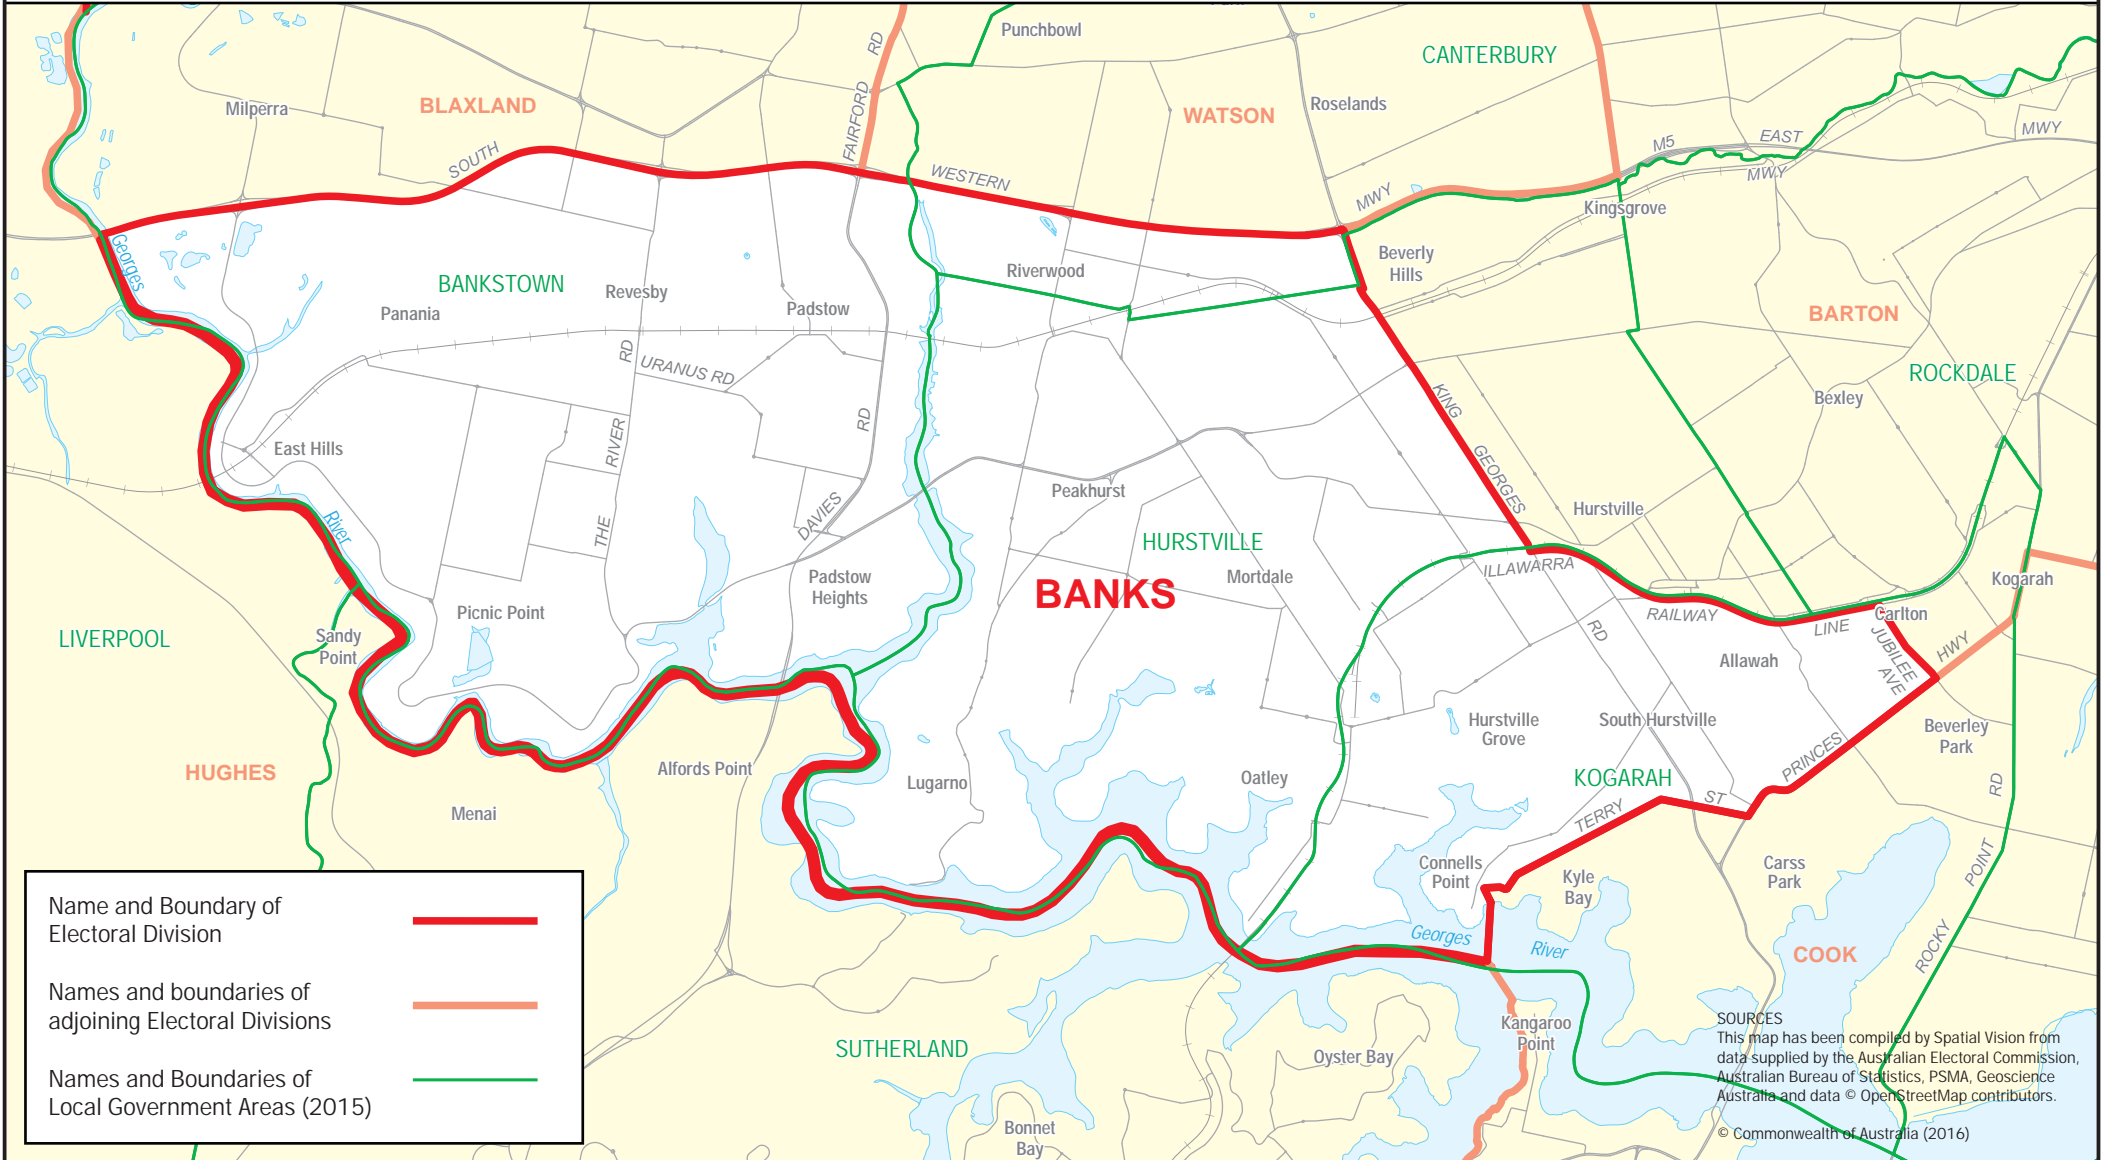 Punchbowl
CANTERBURY
Milperra
BLAXLAND
FAIRFORD
RD
WATSON
Roselands
SOUTH
WESTERN
MWY
M5
EAST
MWY
MWY
Kingsgrove
Georges
BANKSTOWN
Revesby
Panania
Padstow
Riverwood
Beverly
Hills
BARTON
ROCKDALE
Bexley
RD
URANUS RD
RD
KING
GEORGES
East Hills
RIVER
THE
River
DAVIES
Peakhurst
Hurstville
HURSTVILLE
BANKS
Mortdale
ILLAWARRA
RAILWAY
LINE
Kogarah
Carlton
Padstow
Heights
Picnic Point
LIVERPOOL
Sandy
Point
RD
JUBILEE
AVE
HWY
Allawah
Hurstville
Grove
South Hurstville
Beverley
Park
HUGHES
Alfords Point
Lugarno
Oatley
KOGARAH
PRINCES
RD
Menai
TERRY
ST
Connells
Point
Kyle
Bay
Carss
Park
POINT
ROCKY
Georges
River
COOK
Kangaroo
Point
SUTHERLAND
Oyster Bay
Bonnet
Bay
Name and Boundary of
Electoral Division
Names and boundaries of
adjoining Electoral Divisions
Names and Boundaries of
Local Government Areas (2015)
SOURCES
This map has been compiled by Spatial Vision from
data supplied by the Australian Electoral Commission,
Australian Bureau of Statistics, PSMA, Geoscience
Australia and data © OpenStreetMap contributors.
© Commonwealth of Australia (2016)